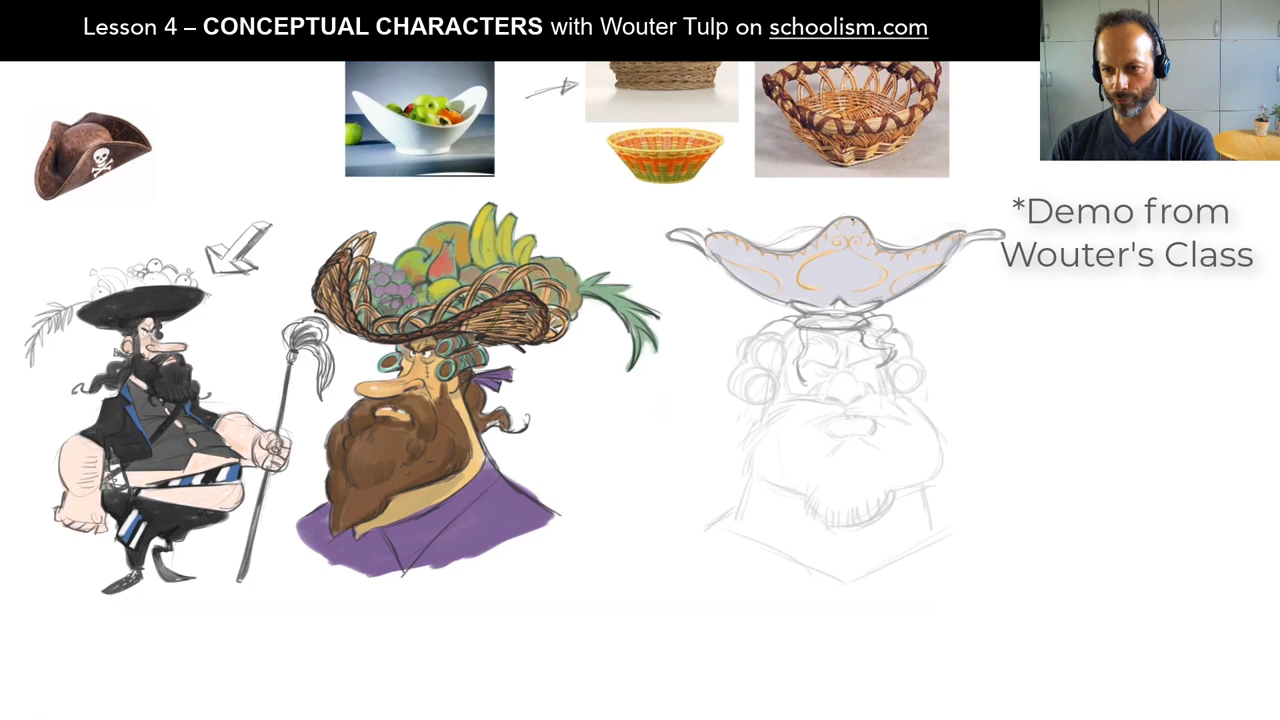 Lesson 4 – CONCEPTUAL CHARACTERS with Wouter Tulp on schoolism.com
*Demo from
Wouter's Class